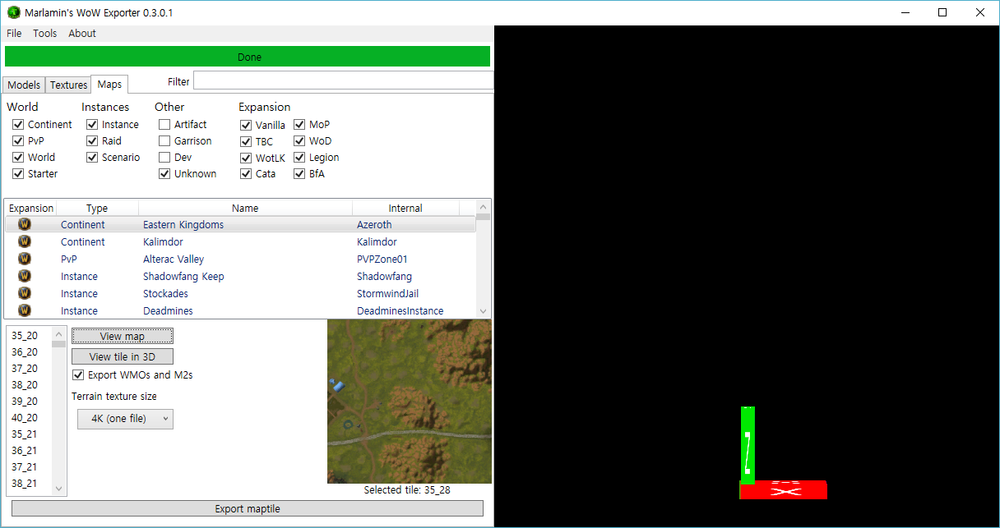 Marlamin's WoW Exporter 0.3.0.1
File Tools About
Done
Models Textures Maps Filter
World Instances Other Expansion
Continent Instance Artifact Vanilla MoP
PvP Raid Garrison TBC WoD
World Scenario Dev WotLK Legion
Starter Unknown Cata BfA
Expansion Type Name Internal
W Continent Eastern Kingdoms Azeroth
W Continent Kalimdor Kalimdor
W PvP Alterac Valley PVPZone01
W Instance Shadowfang Keep Shadowfang
W Instance Stockades StormwindJail
W Instance Deadmines DeadminesInstance
35_20 View map
36_20 View tile in 3D
37_20 Export WMOs and M2s
38_20 Terrain texture size
39_20
40_20 4K (one file)
35_21
36_21
37_21
38_21
Selected tile: 35_28
Export maptile
Z
X